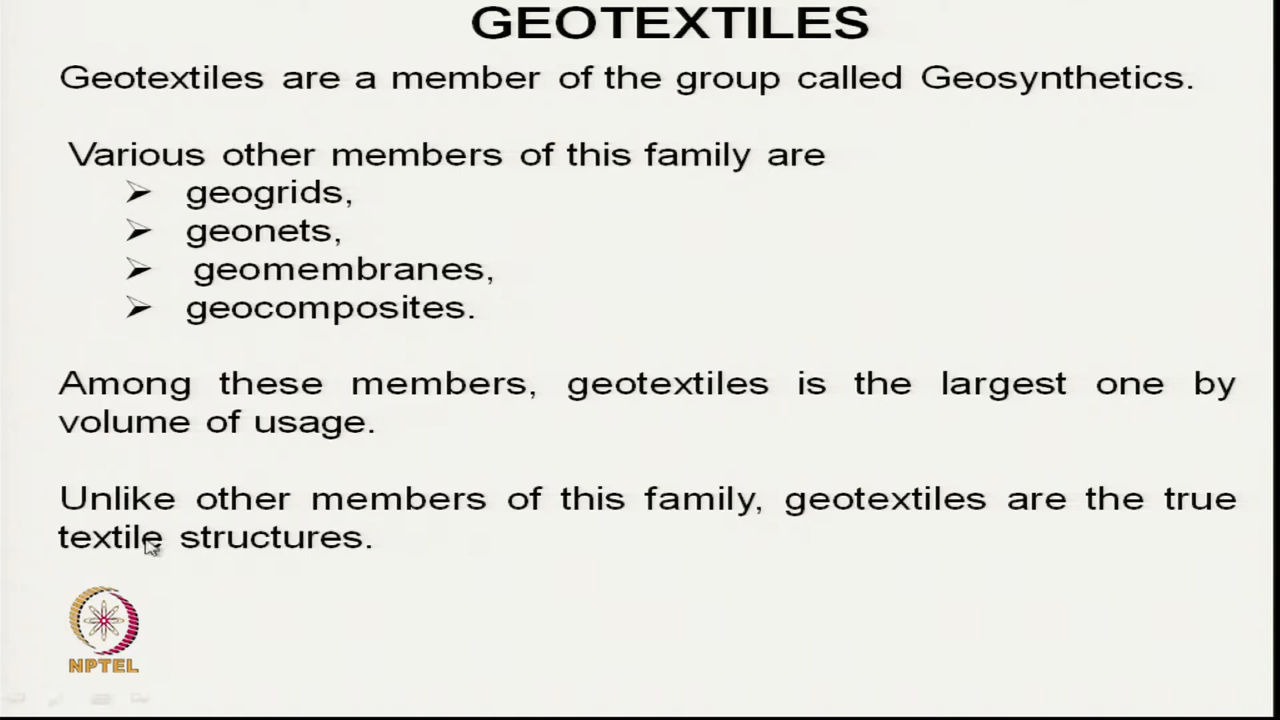 GEOTEXTILES
Geotextiles are a member of the group called Geosynthetics.
Various other members of this family are
➢ geogrids,
➢ geonets,
➢ geomembranes,
➢ geocomposites.
Among these members, geotextiles is the largest one by
volume of usage.
Unlike other members of this family, geotextiles are the true
textile structures.
NPTEL